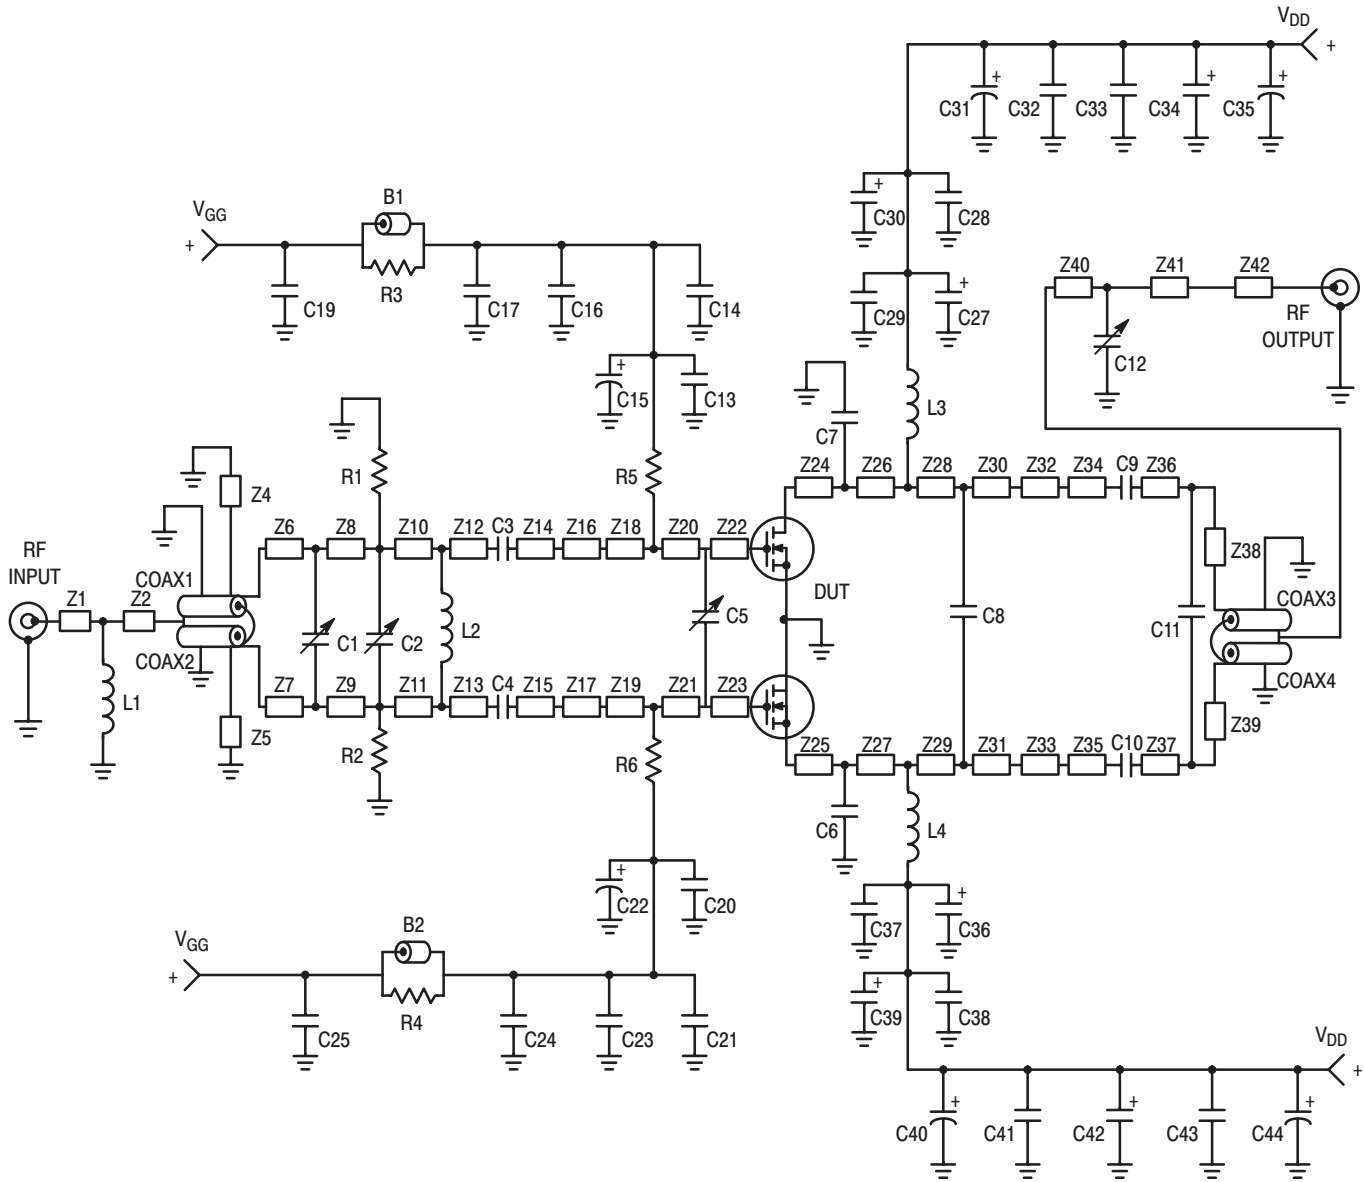 V_DD
+
+
C31
C32
C33
+
C34
+
C35
+
C30
C28
B1
V_GG
+
R3
C19
C17
C16
C14
C29
+
C27
Z40
Z41
Z42
RF
OUTPUT
C12
+
C15
C13
L3
C7
R1
R5
Z24
Z26
Z28
Z30
Z32
Z34
C9
Z36
Z4
Z6
Z8
Z10
Z12
C3
Z14
Z16
Z18
Z20
Z22
RF
INPUT
Z1
Z2
COAX1
COAX2
Z38
COAX3
DUT
C1
C2
L2
C5
C8
C11
COAX4
L1
Z5
Z7
Z9
Z11
Z13
C4
Z15
Z17
Z19
Z21
Z23
Z39
R2
R6
Z25
Z27
Z29
Z31
Z33
Z35
C10
Z37
C6
L4
+
C22
C20
C37
+
C36
B2
V_GG
+
R4
C25
C24
C23
C21
+
C39
C38
V_DD
+
+
C40
C41
+
C42
C43
+
C44